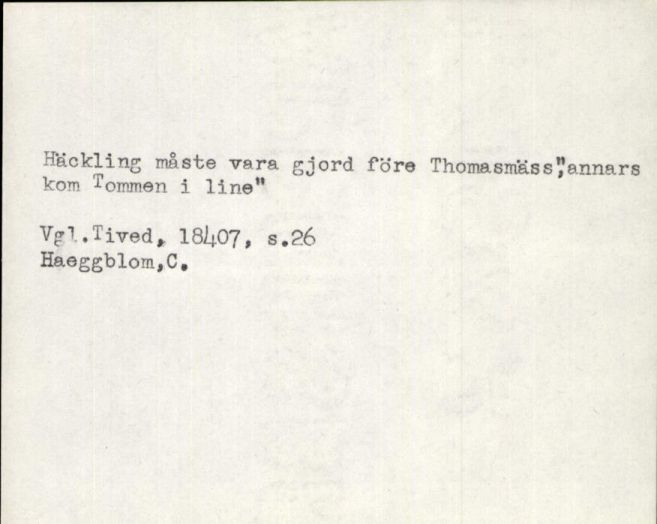 Häckling måste vara gjord före Thomasmäss",annars
kom Tommen i line"
Vgl.Tived, 18407, s.26
Haeggblom,C.